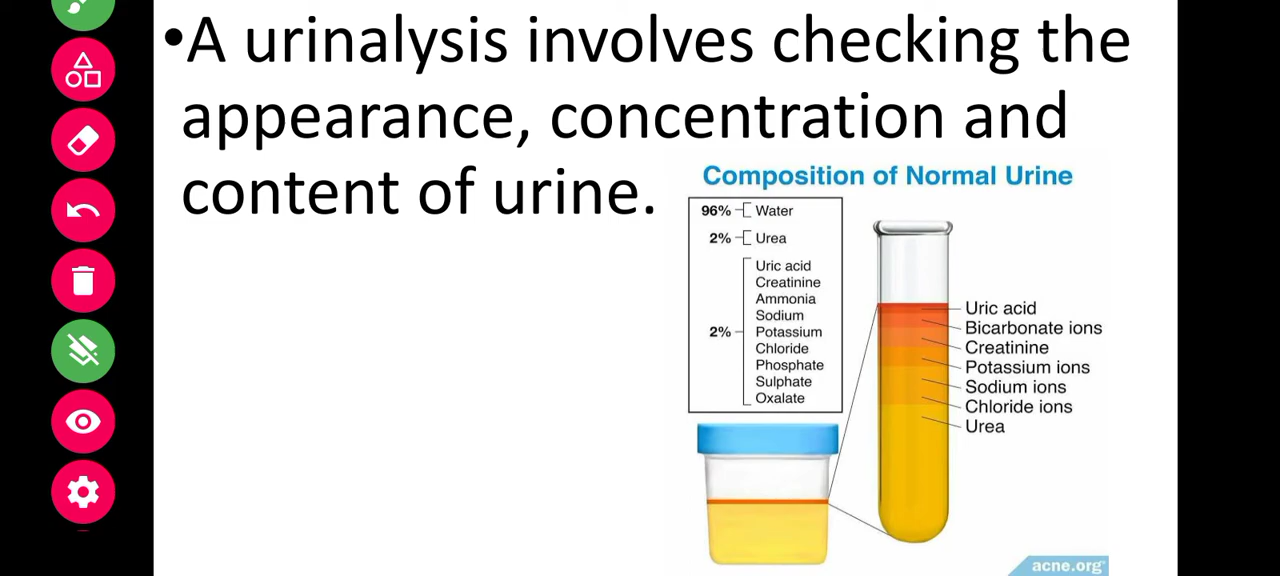 •A urinalysis involves checking the
appearance, concentration and
content of urine.
Composition of Normal Urine
96% Water
2% Urea
Uric acid
Creatinine
Ammonia
Sodium
2% Potassium
Chloride
Phosphate
Sulphate
Oxalate
Uric acid
Bicarbonate ions
Creatinine
Potassium ions
Sodium ions
Chloride ions
Urea
acne.org